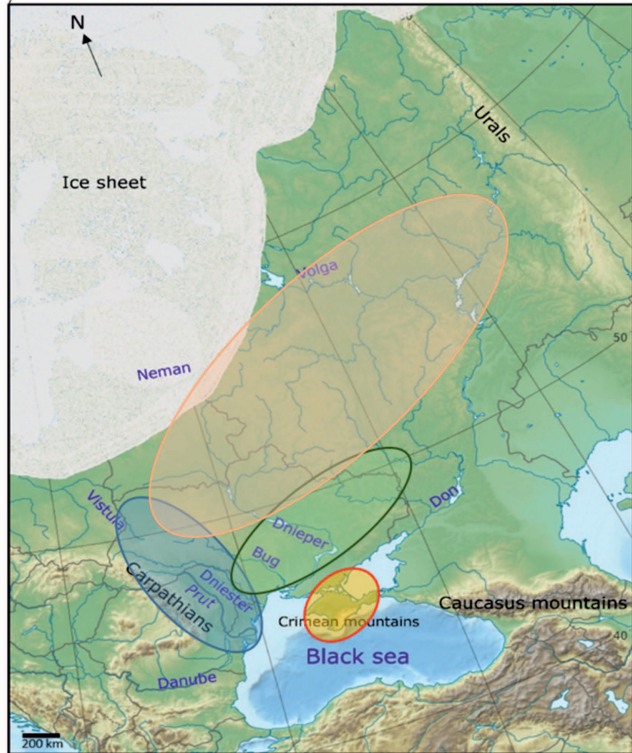 N
Urals
Ice sheet
Volga
50
Neman
Vistula
Don
Dnieper
Bug
Carpathians
Dniester
Prut
Caucasus mountains
Crimean mountains
40
Black sea
Danube
200 km